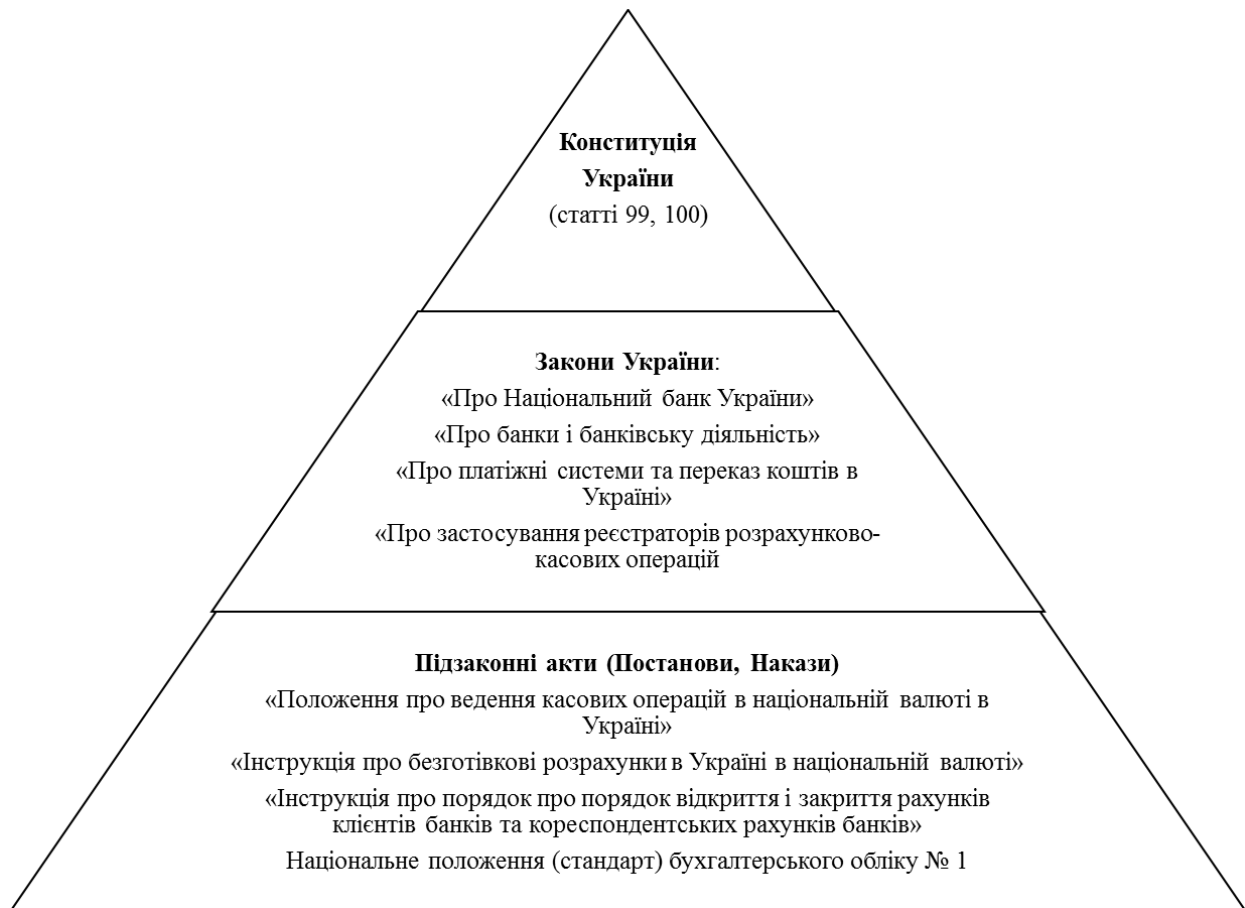 Конституція
України
(статті 99, 100)
Закони України:
«Про Національний банк України»
«Про банки і банківську діяльність»
«Про платіжні системи та переказ коштів в
Україні»
«Про застосування реєстраторів розрахунково-
касових операцій
Підзаконні акти (Постанови, Накази)
«Положення про ведення касових операцій в національній валюті в
Україні»
«Інструкція про безготівкові розрахунки в Україні в національній валюті»
«Інструкція про порядок про порядок відкриття і закриття рахунків
клієнтів банків та кореспондентських рахунків банків»
Національне положення (стандарт) бухгалтерського обліку № 1